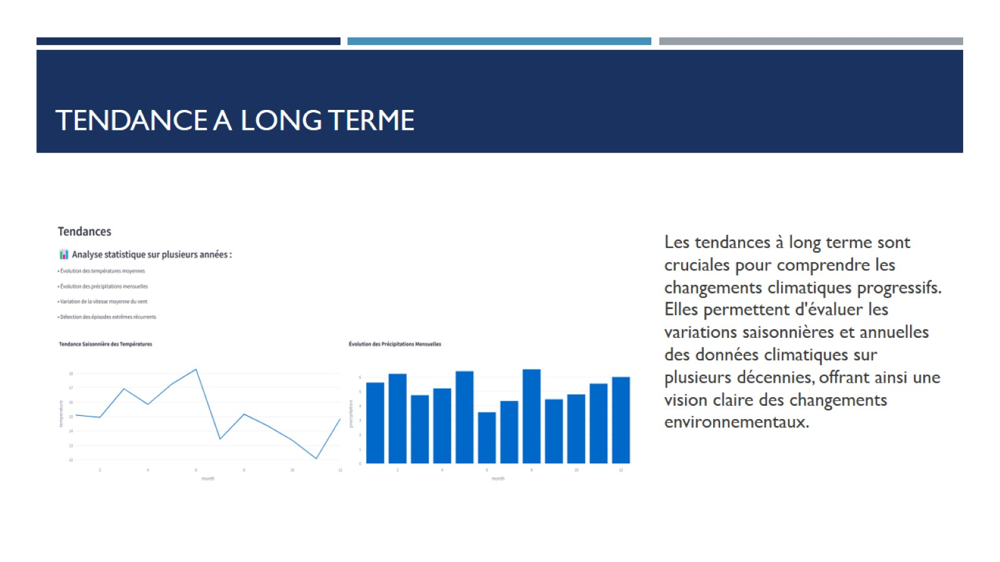 TENDANCE A LONG TERME
Tendances
Analyse statistique sur plusieurs années :
• Évolution des températures moyennes
• Évolution des précipitations mensuelles
• Variation de la vitesse moyenne du vent
• Détection des épisodes extrêmes récurrents
Tendance Saisonnière des Températures
18
17
16
15
14
13
12
temperature
2 4 6 8 10 12
month
Évolution des Précipitations Mensuelles
6
5
4
3
2
1
0
precipitation
2 4 6 8 10 12
month
Les tendances à long terme sont
cruciales pour comprendre les
changements climatiques progressifs.
Elles permettent d'évaluer les
variations saisonnières et annuelles
des données climatiques sur
plusieurs décennies, offrant ainsi une
vision claire des changements
environnementaux.